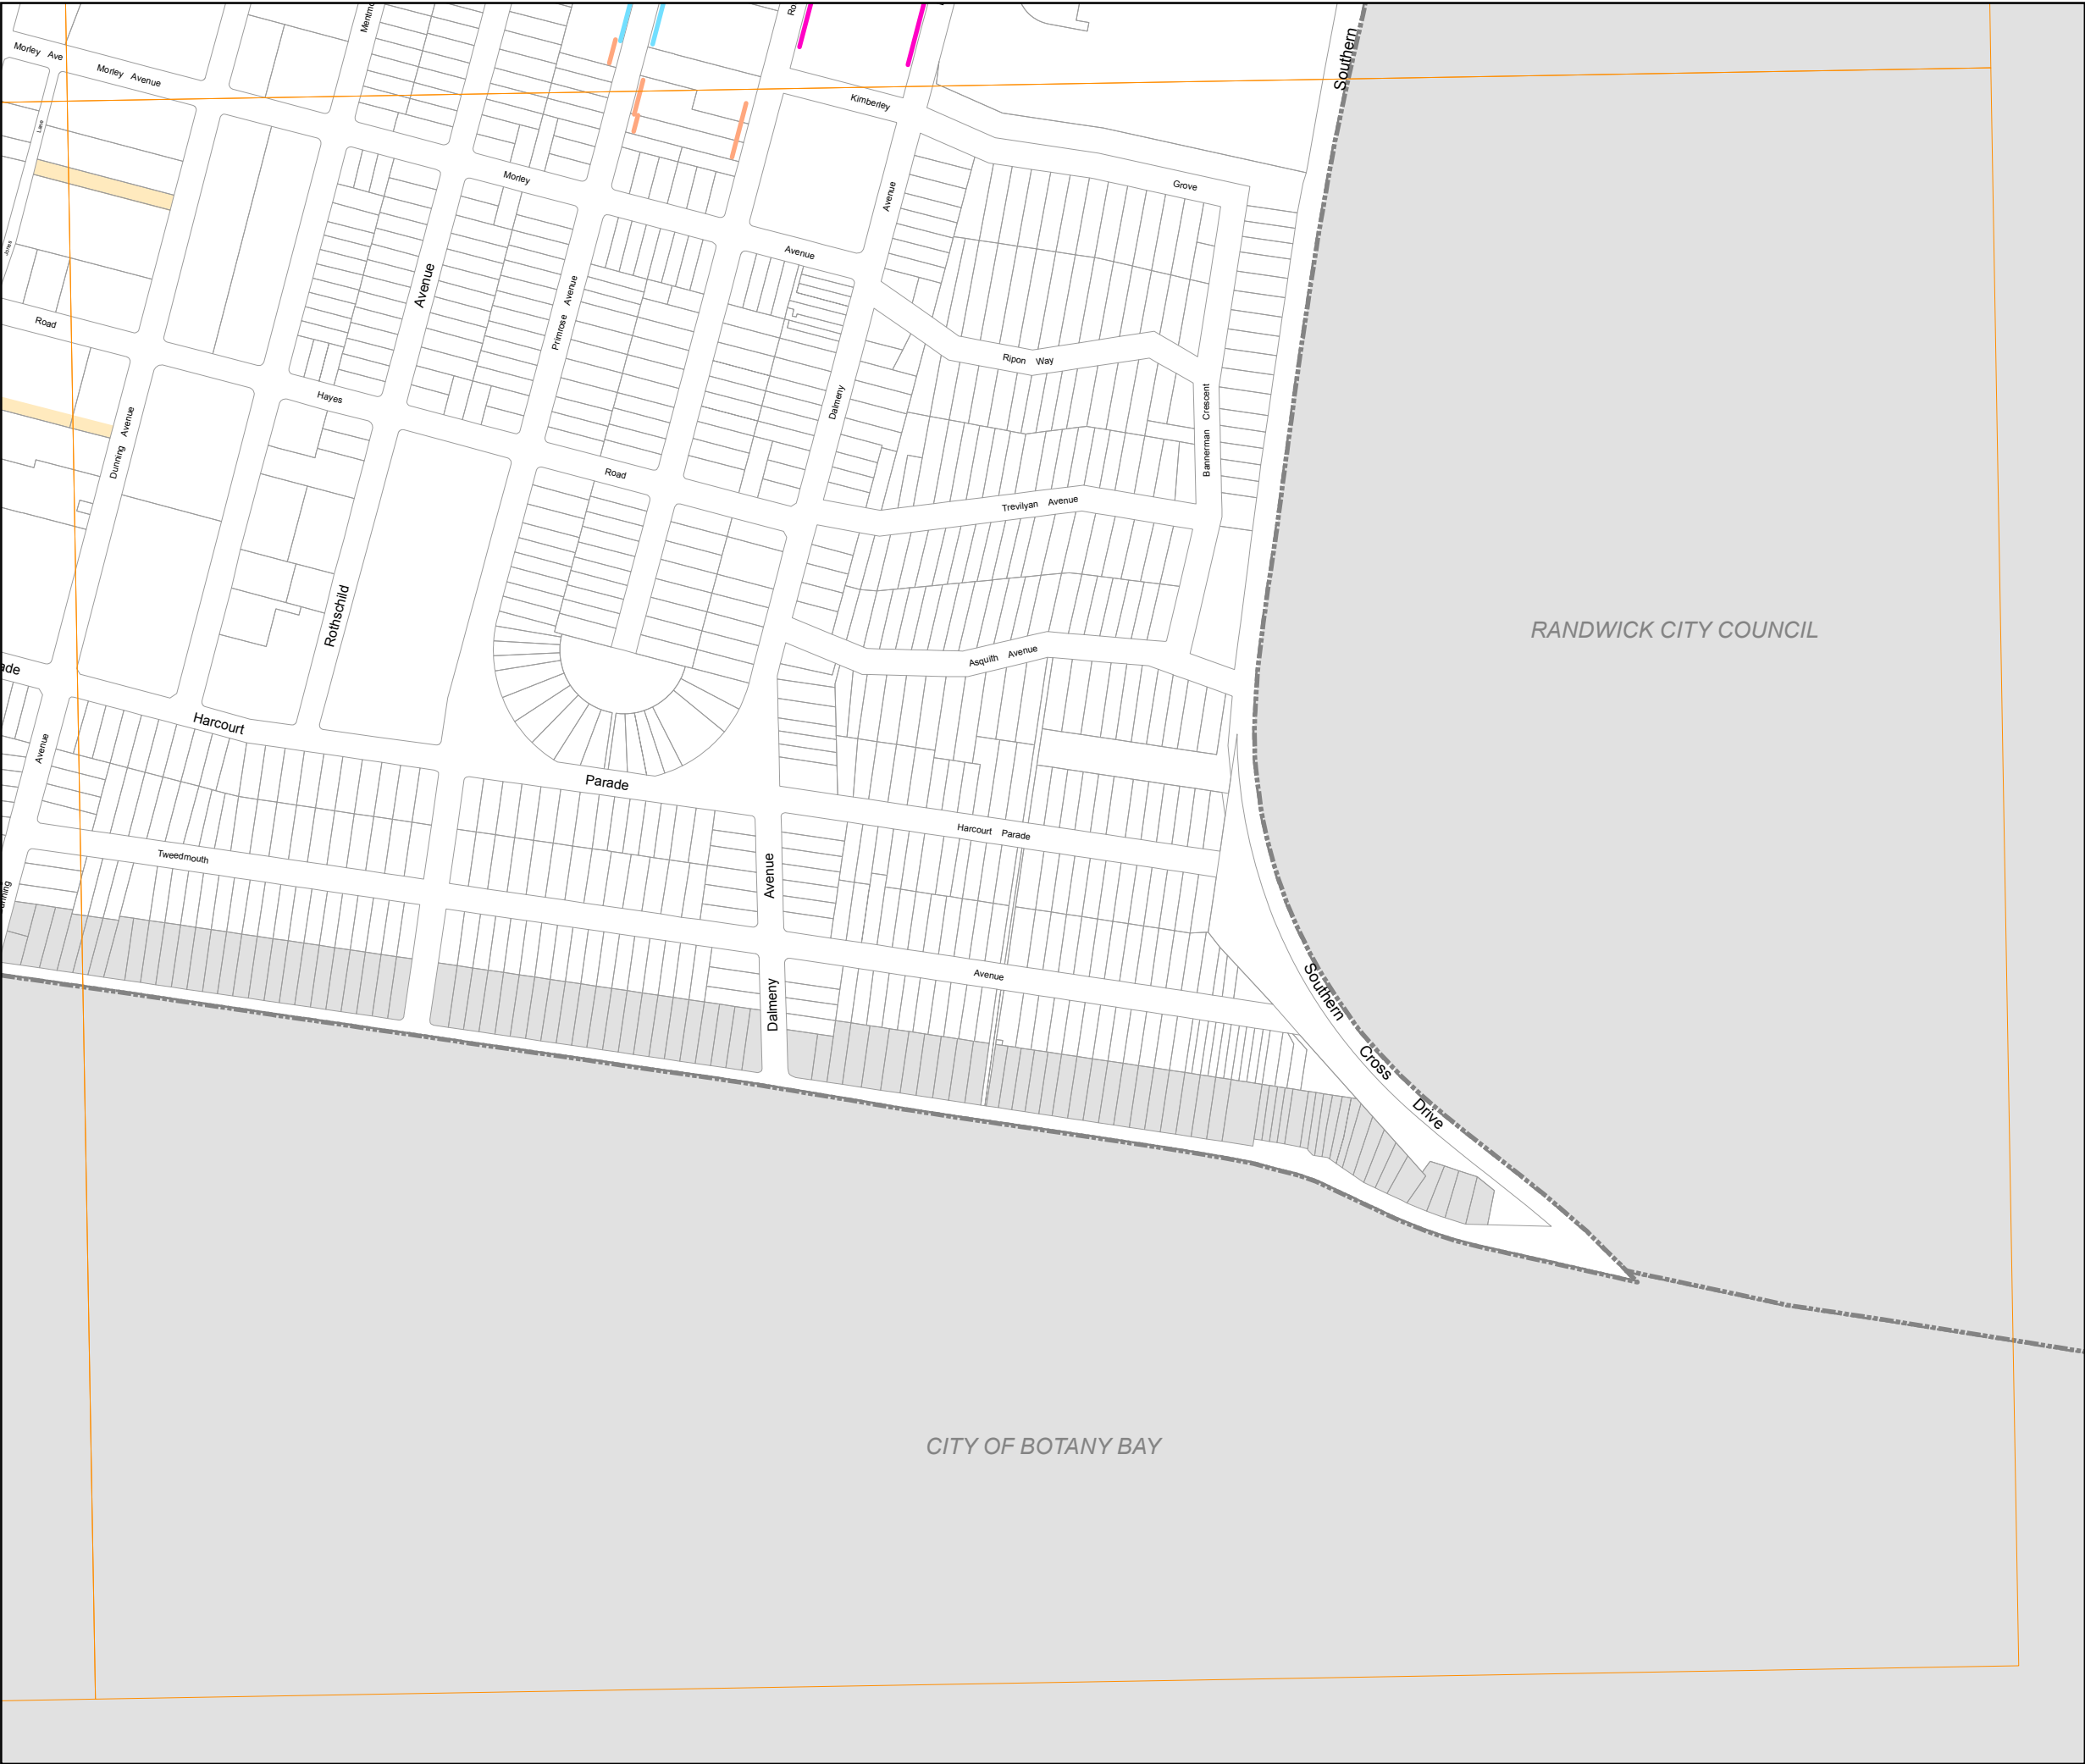 Southern
Morley Ave
Morley Avenue
Lane
Jones
Kimberley
Avenue
Grove
Morley
Avenue
Avenue
Primrose Avenue
Road
Ripon Way
Hayes
Dalmeny
Bannerman Crescent
Dunning Avenue
Road
Trevilyan Avenue
Rothschild
RANDWICK CITY COUNCIL
Asquith Avenue
Harcourt
Avenue
Parade
Harcourt Parade
Tweedmouth
Avenue
Avenue
Dalmeny
Southern
Cross
Drive
CITY OF BOTANY BAY